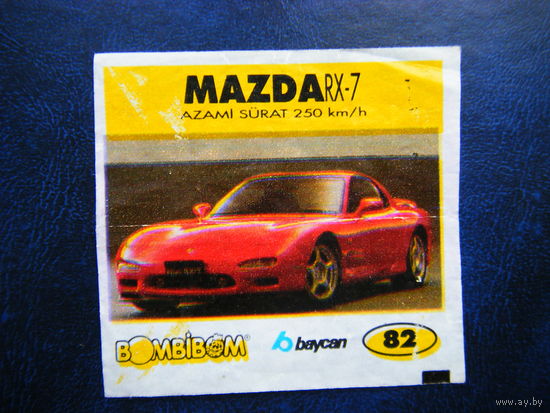 MAZDA RX-7
AZAMİ SÜRAT 250 km/h
BOMBİBOM®
baycan
82
www.ay.by